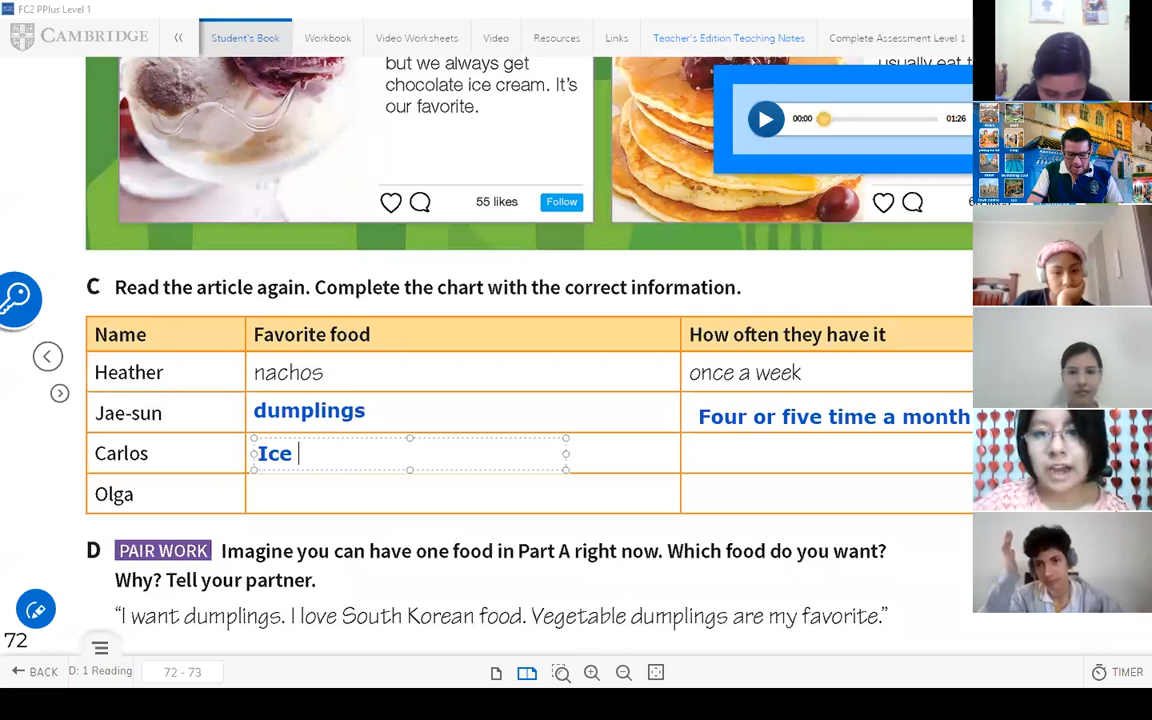 FC2 PPlus Level 1
CAMBRIDGE
Student's Book
Workbook
Video Worksheets
Video
Resources
Links
Teacher's Edition Teaching Notes
Complete Assessment Level 1
but we always get
chocolate ice cream. It's
our favorite.
usually eat
00:00
01:26
55 likes
Follow
C Read the article again. Complete the chart with the correct information.
Name
Favorite food
How often they have it
Heather
nachos
once a week
Jae-sun
dumplings
Four or five time a month
Carlos
Ice
Olga
D PAIR WORK Imagine you can have one food in Part A right now. Which food do you want?
Why? Tell your partner.
"I want dumplings. I love South Korean food. Vegetable dumplings are my favorite."
72
BACK
D: 1 Reading
72 - 73
TIMER